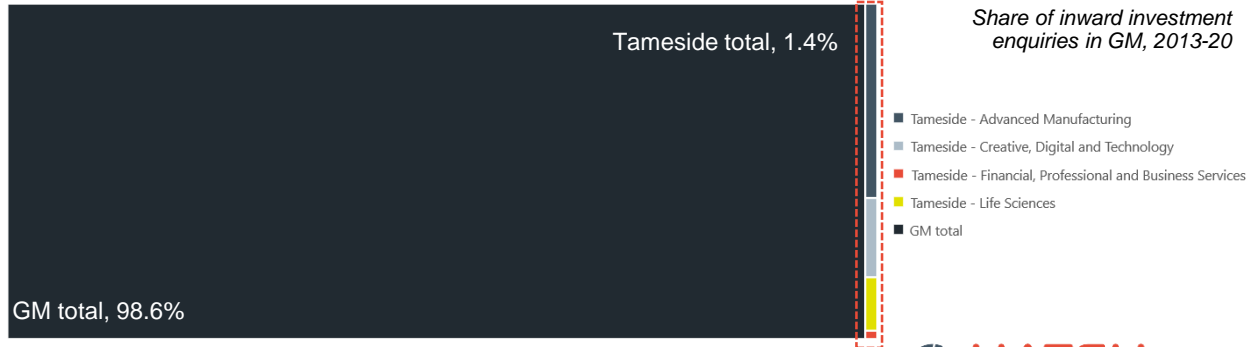 Share of inward investment
enquiries in GM, 2013-20
Tameside total, 1.4%
Tameside - Advanced Manufacturing
Tameside - Creative, Digital and Technology
Tameside - Financial, Professional and Business Services
Tameside - Life Sciences
GM total
GM total, 98.6%